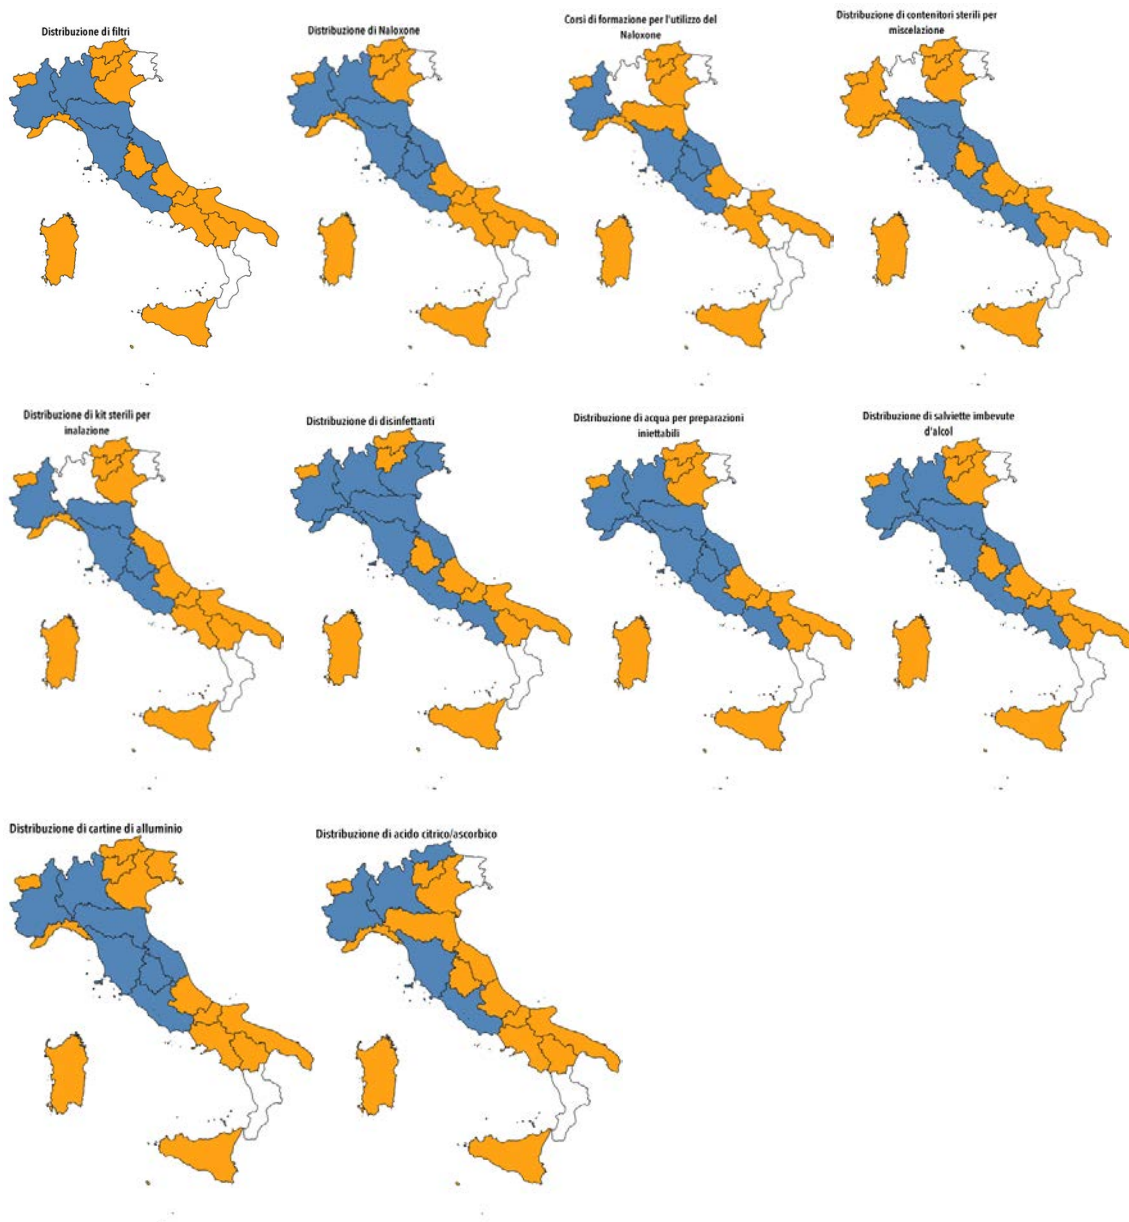 Distribuzione di filtri
Distribuzione di Naloxone
Corsi di formazione per l'utilizzo del
Naloxone
Distribuzione di contenitori sterili per
miscelazione
Distribuzione di kit sterili per
inalazione
Distribuzione di disinfettanti
Distribuzione di acqua per preparazioni
iniettabili
Distribuzione di salviette imbevute
d'alcol
Distribuzione di cartine di alluminio
Distribuzione di acido citrico/ascorbico